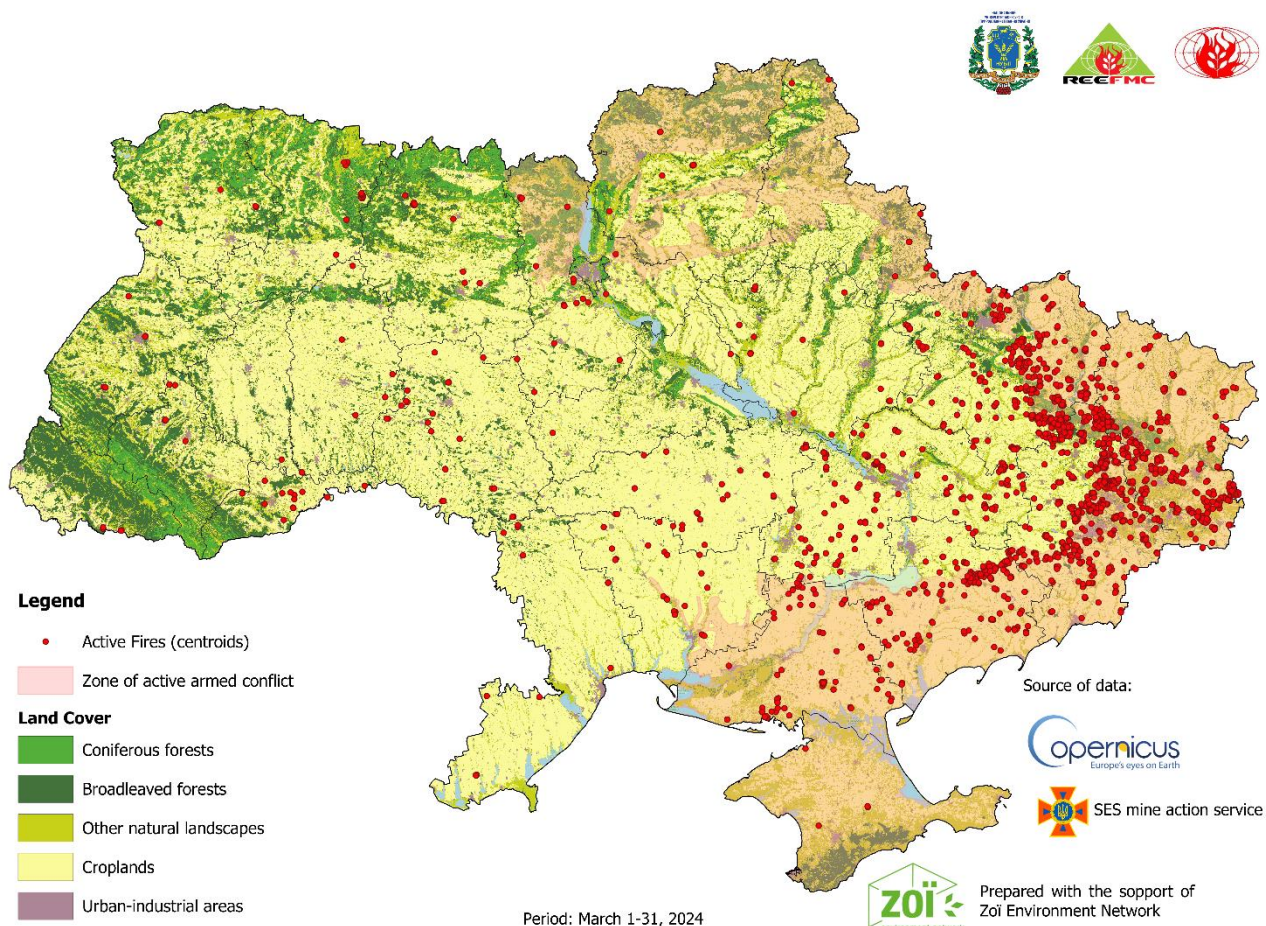 REEFMC
Legend
Active Fires (centroids)
Zone of active armed conflict
Land Cover
Coniferous forests
Broadleaved forests
Other natural landscapes
Croplands
Urban-industrial areas
Period: March 1-31, 2024
Source of data:
opernicus
Europe's eyes on Earth
SES mine action service
zoï
Prepared with the sopport of
Zoï Environment Network